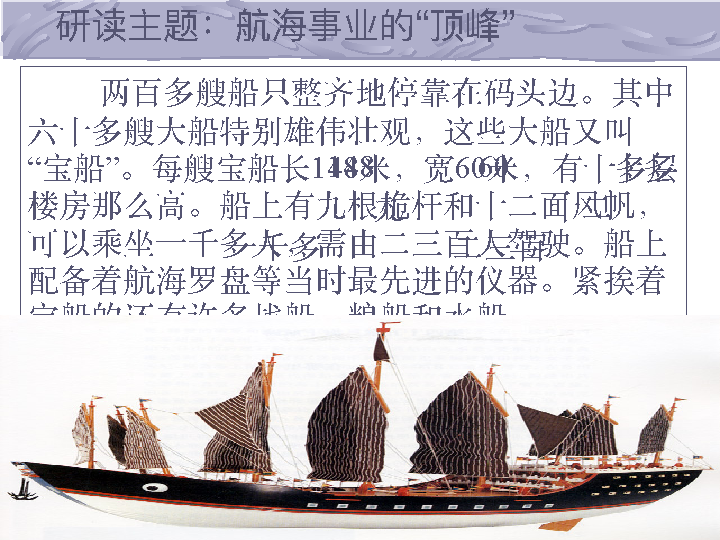 研读主题：航海事业的“顶峰”
两百多艘船只整齐地停靠在码头边。其中
六十多艘大船特别雄伟壮观，这些大船又叫
“宝船”。每艘宝船长148米，宽60米，有十多层
楼房那么高。船上有九根桅杆和十二面风帆，
可以乘坐一千多人，需由二三百人驾驶。船上
配备着航海罗盘等当时最先进的仪器。紧挨着
宝船的还有许多战船、粮船和水船。